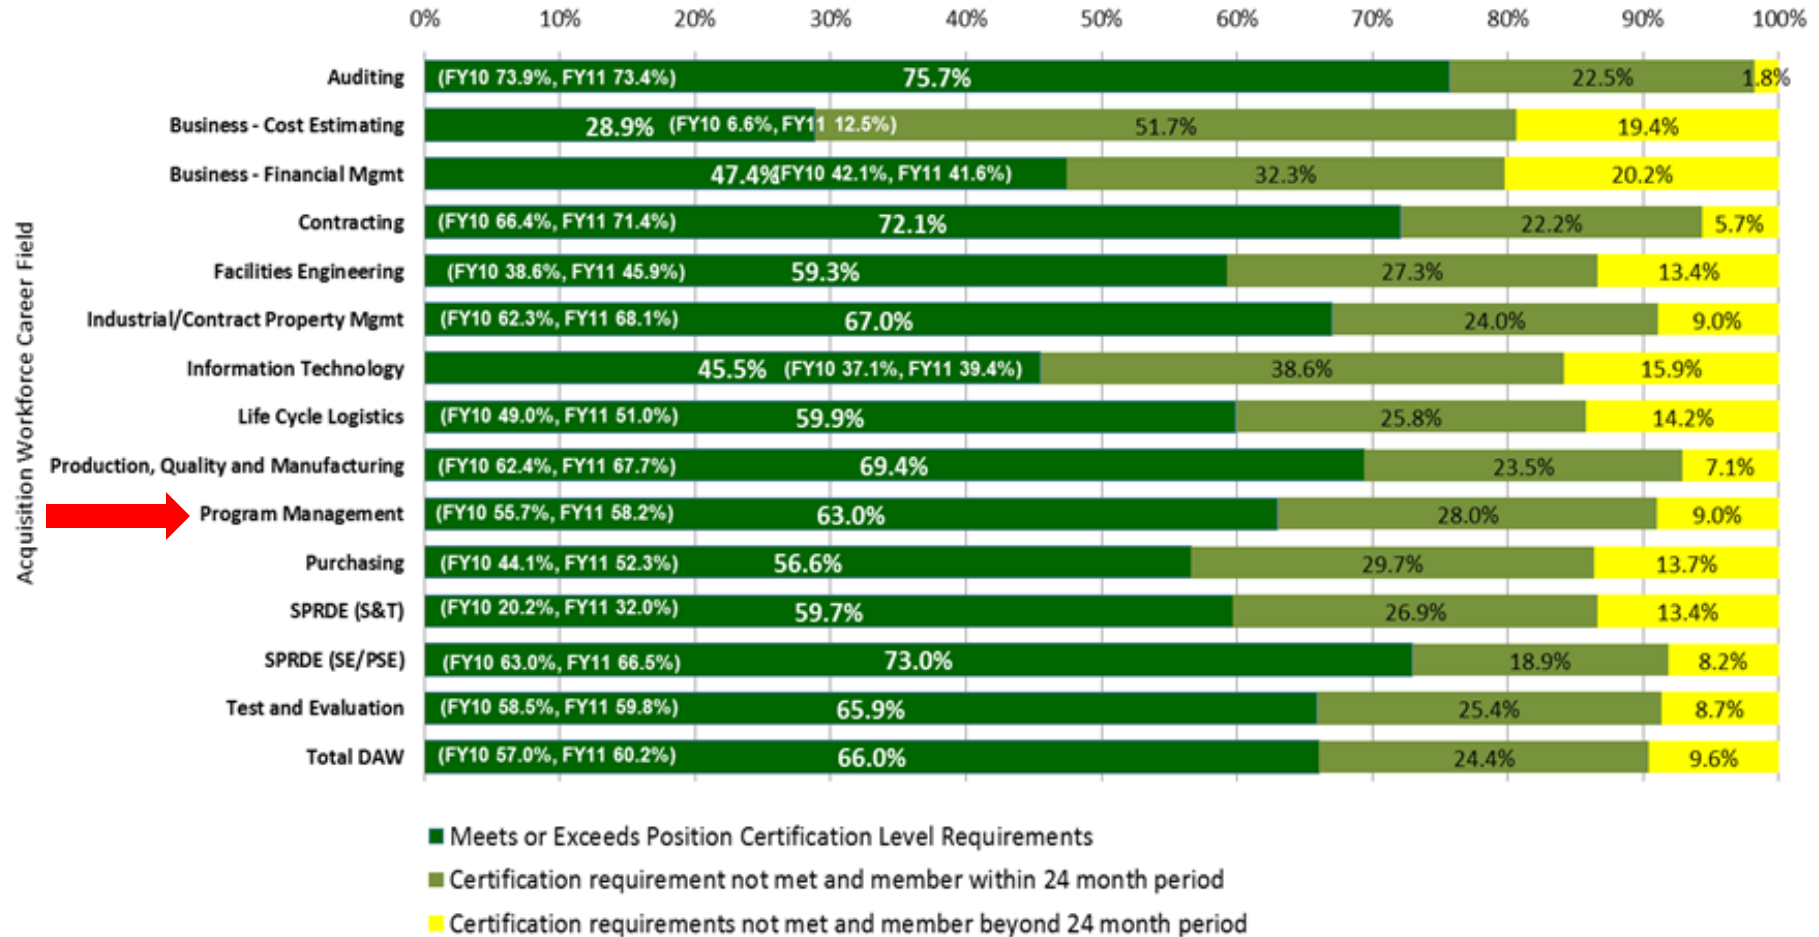 0% 10% 20% 30% 40% 50% 60% 70% 80% 90% 100%
Acquisition Workforce Career Field
Auditing (FY10 73.9%, FY11 73.4%) 75.7% 22.5% 1.8%
Business - Cost Estimating 28.9% (FY10 6.6%, FY11 12.5%) 51.7% 19.4%
Business - Financial Mgmt 47.4% (FY10 42.1%, FY11 41.6%) 32.3% 20.2%
Contracting (FY10 66.4%, FY11 71.4%) 72.1% 22.2% 5.7%
Facilities Engineering (FY10 38.6%, FY11 45.9%) 59.3% 27.3% 13.4%
Industrial/Contract Property Mgmt (FY10 62.3%, FY11 68.1%) 67.0% 24.0% 9.0%
Information Technology 45.5% (FY10 37.1%, FY11 39.4%) 38.6% 15.9%
Life Cycle Logistics (FY10 49.0%, FY11 51.0%) 59.9% 25.8% 14.2%
Production, Quality and Manufacturing (FY10 62.4%, FY11 67.7%) 69.4% 23.5% 7.1%
Program Management (FY10 55.7%, FY11 58.2%) 63.0% 28.0% 9.0%
Purchasing (FY10 44.1%, FY11 52.3%) 56.6% 29.7% 13.7%
SPRDE (S&T) (FY10 20.2%, FY11 32.0%) 59.7% 26.9% 13.4%
SPRDE (SE/PSE) (FY10 63.0%, FY11 66.5%) 73.0% 18.9% 8.2%
Test and Evaluation (FY10 58.5%, FY11 59.8%) 65.9% 25.4% 8.7%
Total DAW (FY10 57.0%, FY11 60.2%) 66.0% 24.4% 9.6%
Meets or Exceeds Position Certification Level Requirements
Certification requirement not met and member within 24 month period
Certification requirements not met and member beyond 24 month period